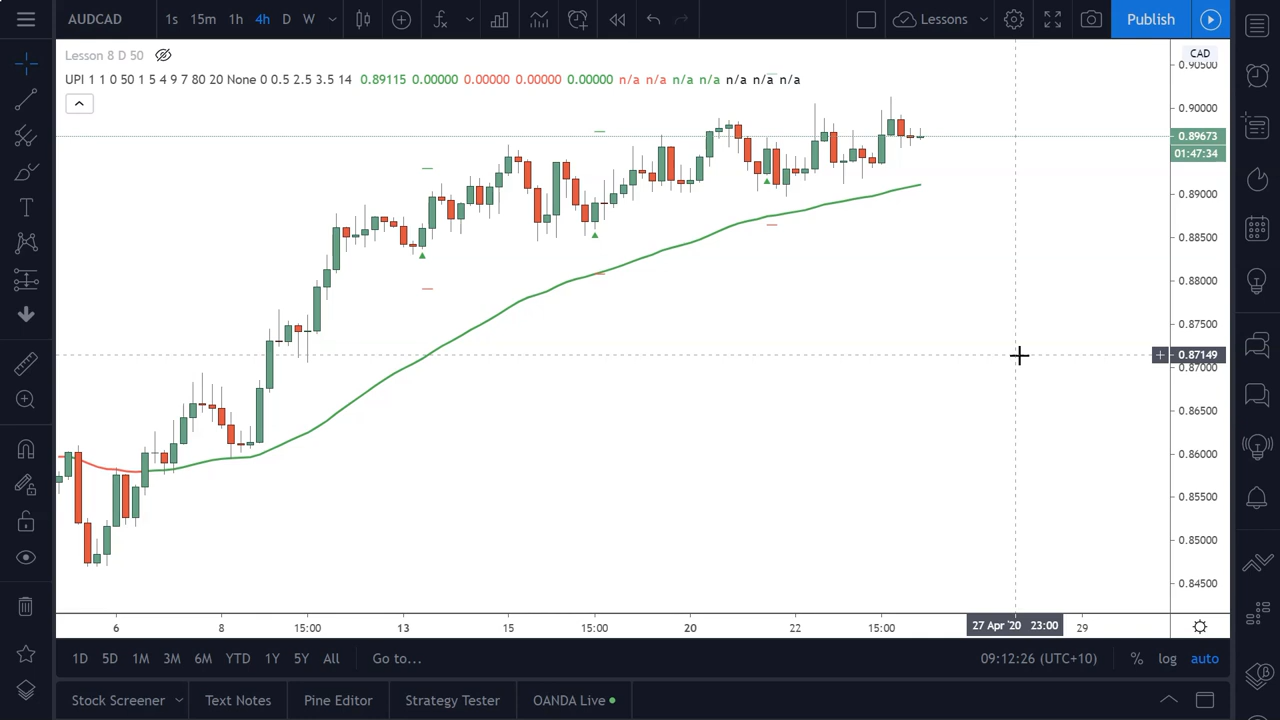 AUDCAD 1s 15m 1h 4h D W Lessons Publish
Lesson 8 D 50
UPI 1 1 0 50 1 5 4 9 7 80 20 None 0 0.5 2.5 3.5 14 0.89115 0.00000 0.00000 0.00000 0.00000 n/a n/a n/a n/a n/a n/a n/a
CAD
0.90500
0.90000
0.89673
01:47:34
0.89000
0.88500
0.88000
0.87500
0.87149
0.87000
0.86500
0.86000
0.85500
0.85000
0.84500
6 8 15:00 13 15 15:00 20 22 15:00 27 Apr '20 23:00 29
1D 5D 1M 3M 6M YTD 1Y 5Y All Go to... 09:12:26 (UTC+10) % log auto
Stock Screener Text Notes Pine Editor Strategy Tester OANDA Live